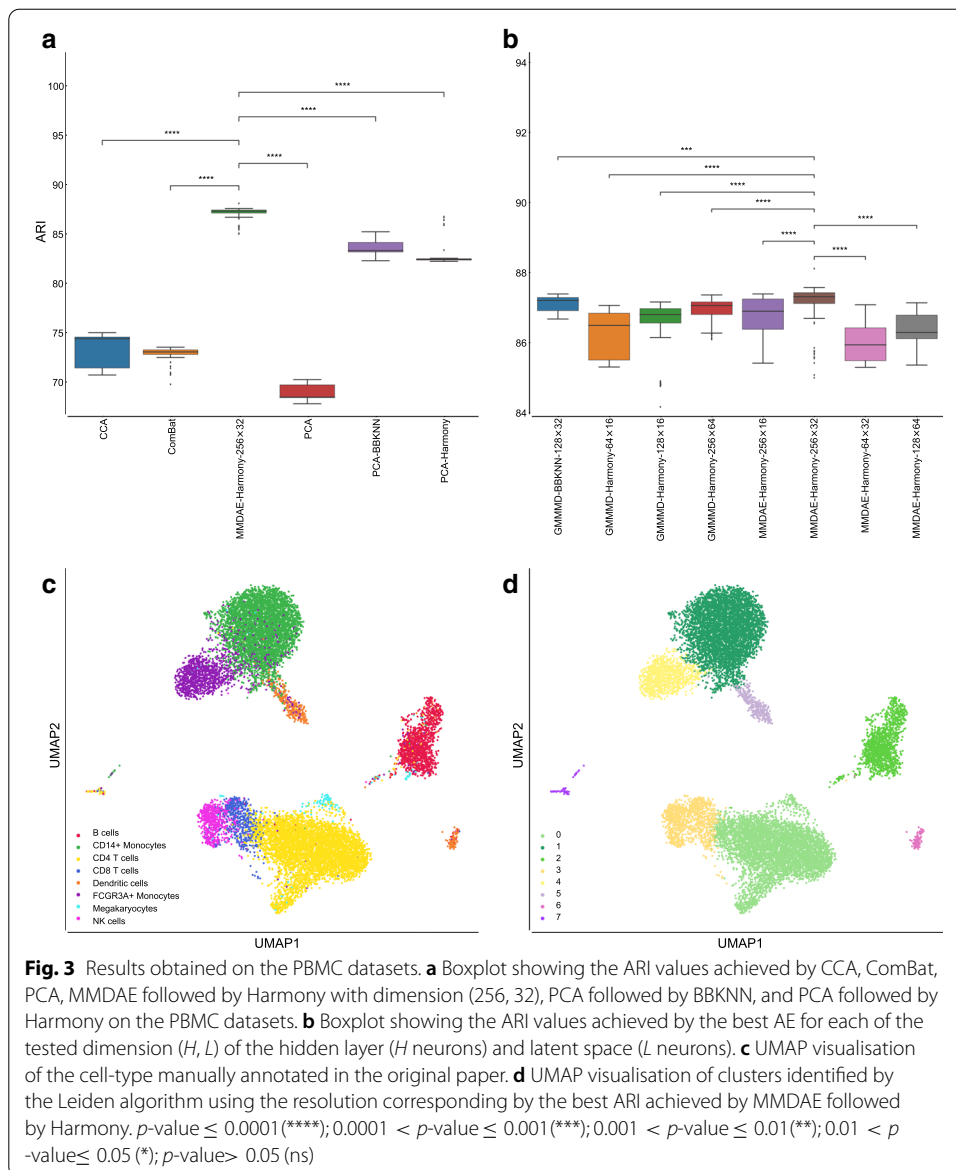 a
100
95
90
85
80
75
70
ARI
****
****
****
****
****
CCA
ComBat
MMDAE-Harmony-256×32
PCA
PCA-BBKNN
PCA-Harmony
b
94
92
90
88
86
84
***
****
****
****
****
****
****
GMMMD-BBKNN-128×32
GMMMD-Harmony-64×16
GMMMD-Harmony-128×16
GMMMD-Harmony-256×64
MMDAE-Harmony-256×16
MMDAE-Harmony-256×32
MMDAE-Harmony-64×32
MMDAE-Harmony-128×64
c
UMAP2
B cells
CD14+ Monocytes
CD4 T cells
CD8 T cells
Dendritic cells
FCGR3A+ Monocytes
Megakaryocytes
NK cells
UMAP1
d
0
1
2
3
4
5
6
7
UMAP1
Fig. 3 Results obtained on the PBMC datasets. a Boxplot showing the ARI values achieved by CCA, ComBat,
PCA, MMDAE followed by Harmony with dimension (256, 32), PCA followed by BBKNN, and PCA followed by
Harmony on the PBMC datasets. b Boxplot showing the ARI values achieved by the best AE for each of the
tested dimension (H, L) of the hidden layer (H neurons) and latent space (L neurons). c UMAP visualisation
of the cell-type manually annotated in the original paper. d UMAP visualisation of clusters identified by
the Leiden algorithm using the resolution corresponding by the best ARI achieved by MMDAE followed
by Harmony. p-value ≤ 0.0001 (****); 0.0001 < p-value ≤ 0.001 (***); 0.001 < p-value ≤ 0.01 (**); 0.01 < p
-value≤ 0.05 (*); p-value> 0.05 (ns)